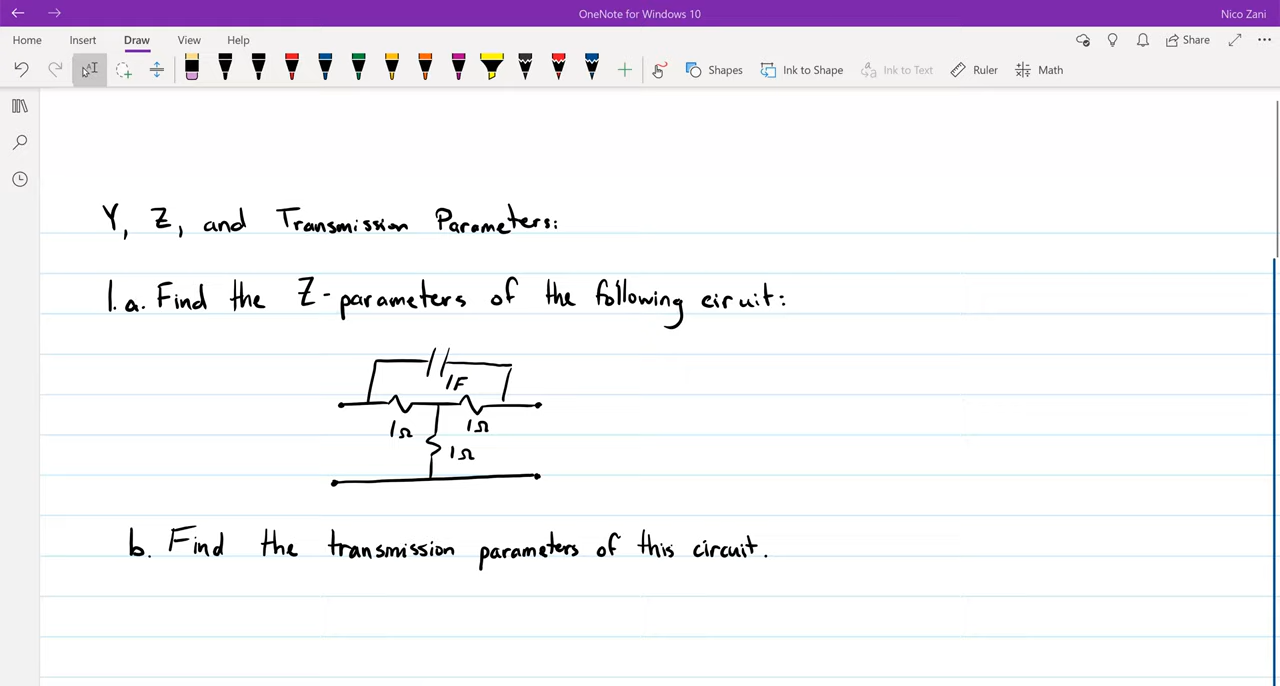 OneNote for Windows 10
Nico Zani
Home Insert Draw View Help
Share
Shapes Ink to Shape Ink to Text Ruler Math
Y, Z, and Transmission Parameters:
1. a. Find the Z-parameters of the following circuit:
1F
1Ω 1Ω
1Ω
b. Find the transmission parameters of this circuit.